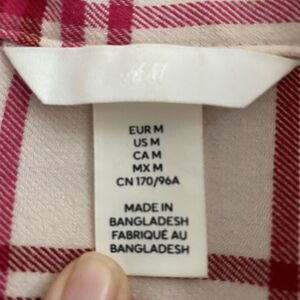 H&M
EUR M
US M
CA M
MX M
CN 170/96A
MADE IN
BANGLADESH
FABRIQUÉ AU
BANGLADESH